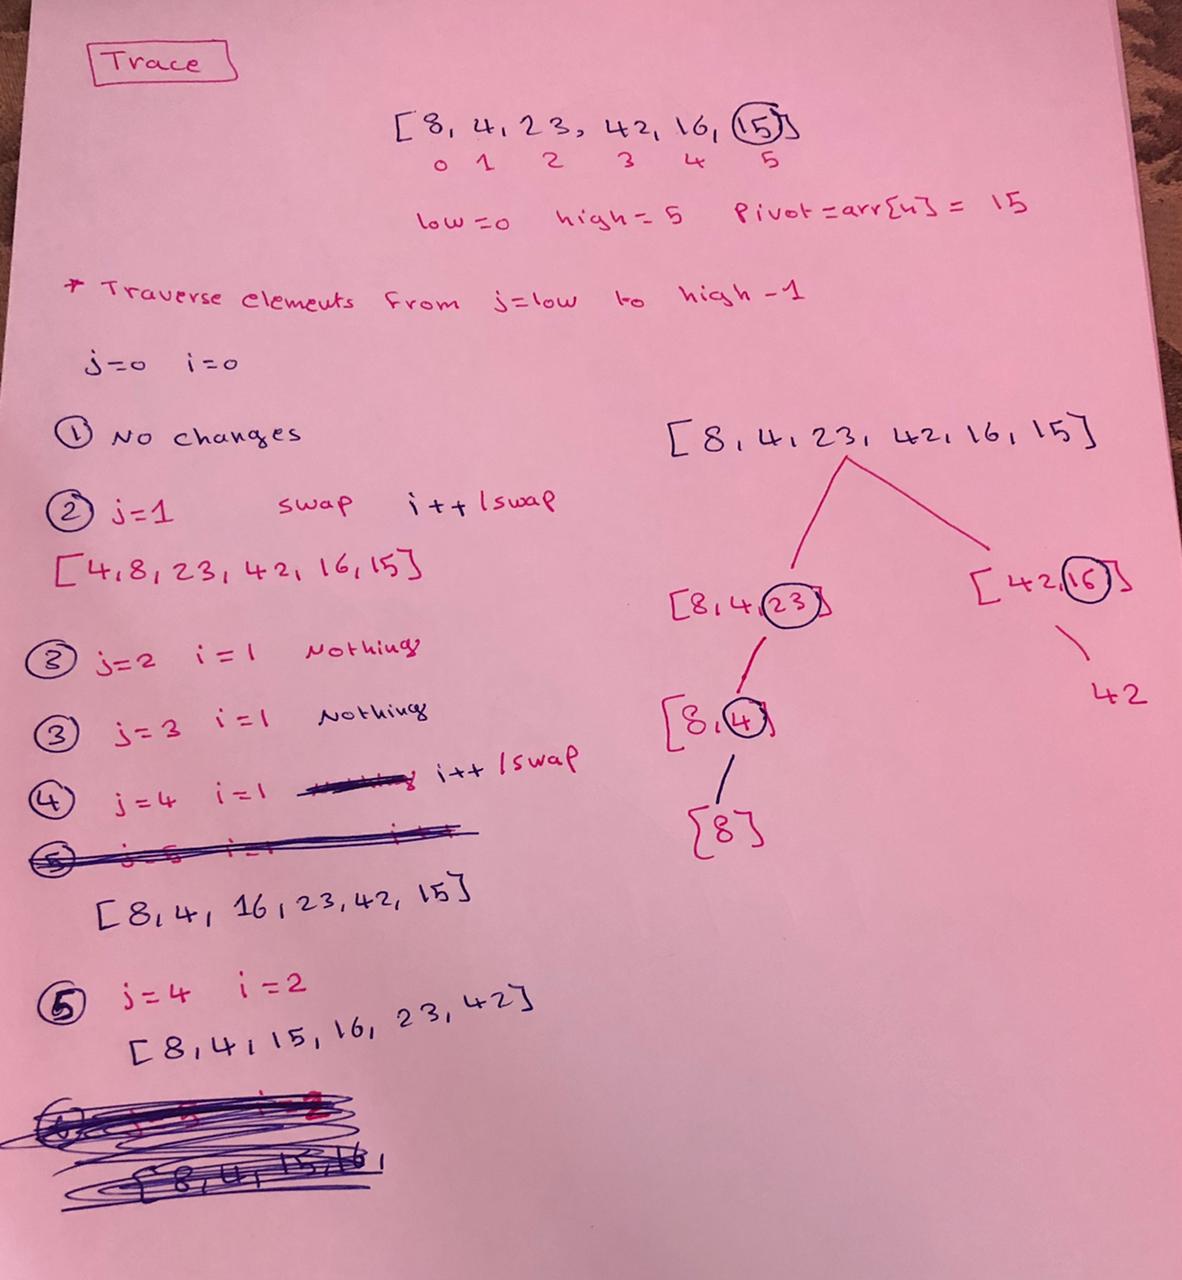 Trace
[8, 4, 23, 42, 16, 15]
0 1 2 3 4 5
low=0 high=5 Pivot=arr[h] = 15
* Traverse elements from j=low to high-1
j=0 i=0
① No changes
② j=1 swap i++/swap
[4,8,23,42,16,15]
③ j=2 i=1 Nothing
③ j=3 i=1 Nothing
④ j=4 i=1 i++/swap
[8,4,16,23,42,15]
⑤ j=4 i=2
[8,4,15,16,23,42]
[8,4,15,16,
[8,4,23,42,16,15]
[8,4,23]
[42,16]
[8,4]
42
[8]